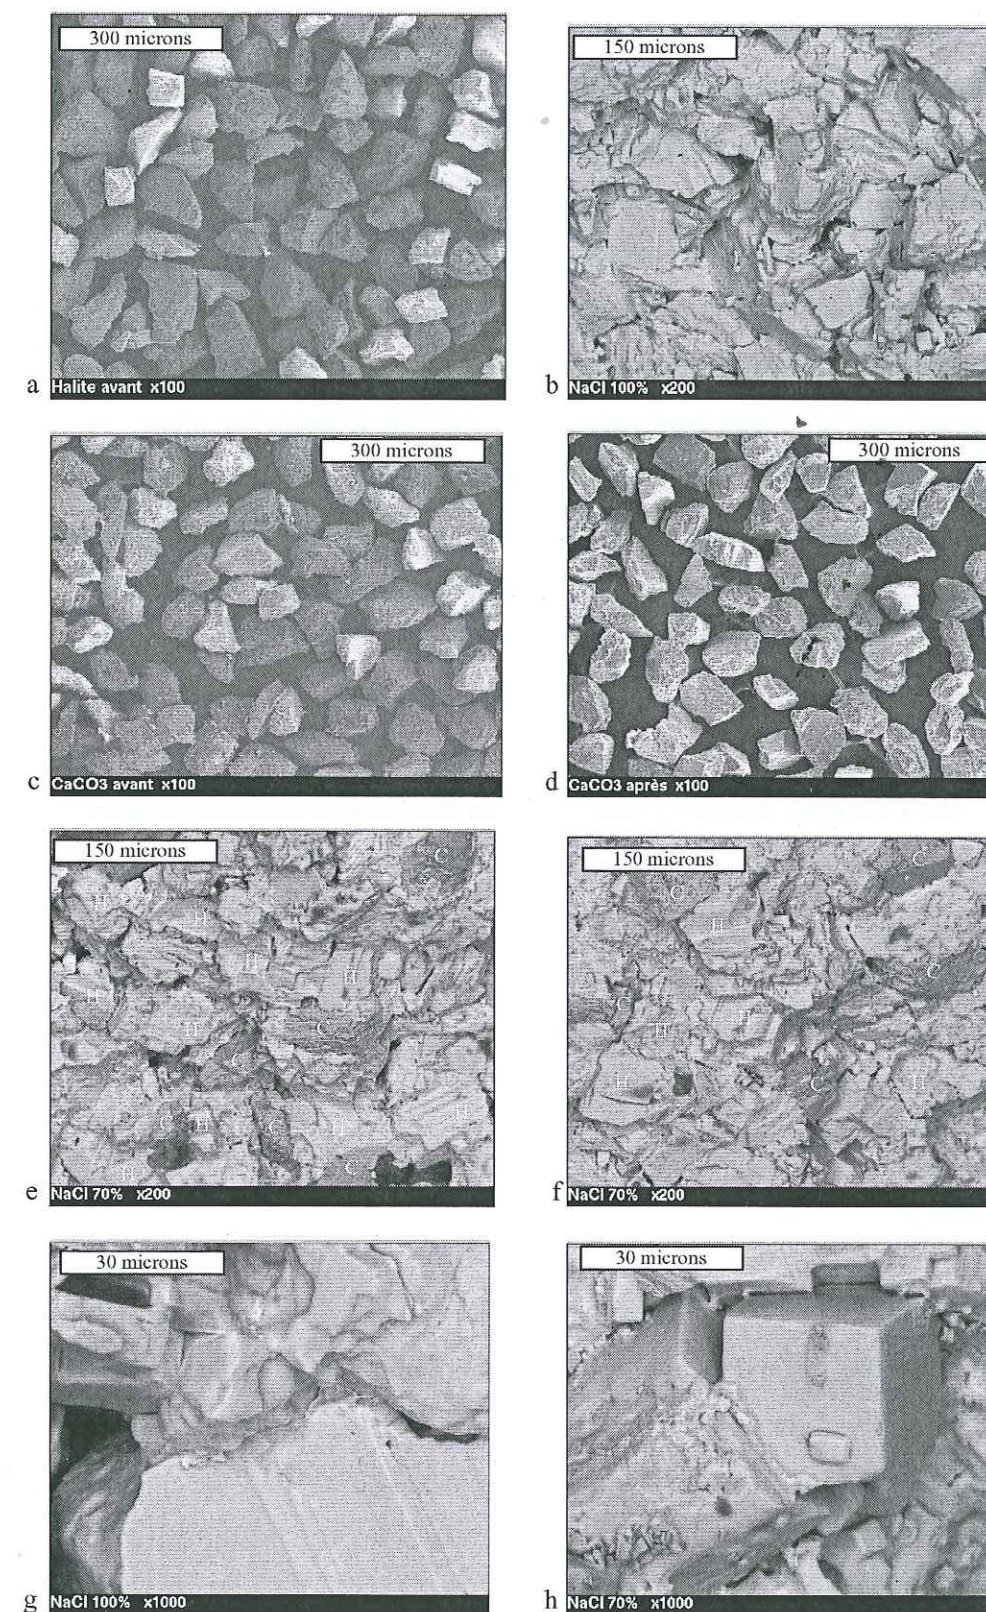 300 microns
Halite avant x100
a
150 microns
NaCl 100% x200
b
300 microns
CaCO3 avant x100
c
300 microns
CaCO3 après x100
d
150 microns
C
H
H
H
H
H
H
C
C
H
C
H
C
H
H
C
NaCl 70% x200
e
150 microns
C
C
H
C
C
H
H
H
C
H
NaCl 70% x200
f
30 microns
NaCl 100% x1000
g
30 microns
NaCl 70% x1000
h